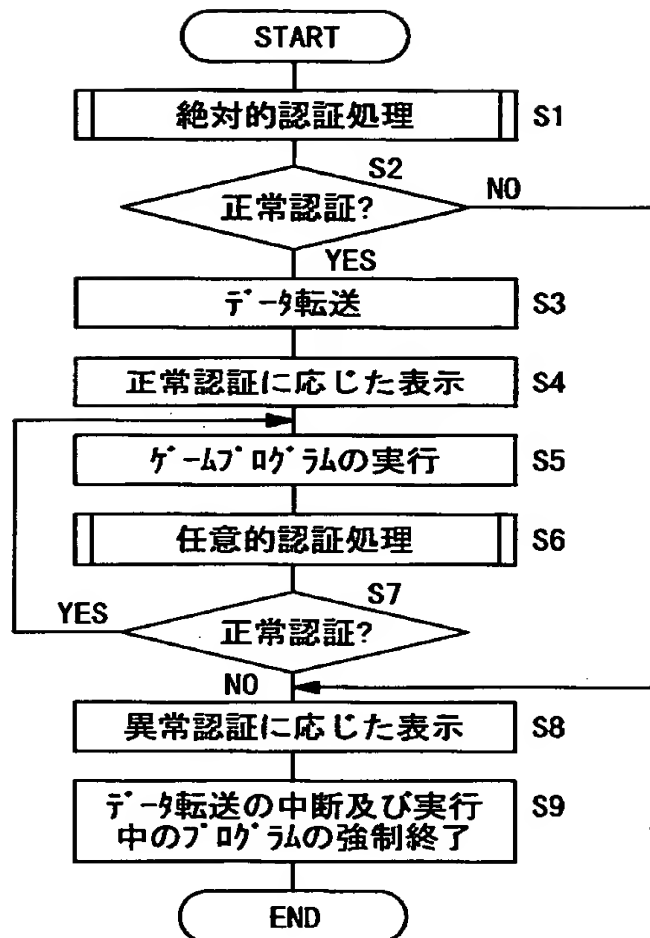 START
絶対的認証処理 S1
S2
正常認証? NO
YES
データ転送 S3
正常認証に応じた表示 S4
ゲームプログラムの実行 S5
任意的認証処理 S6
S7
YES 正常認証?
NO
異常認証に応じた表示 S8
データ転送の中断及び実行 S9
中のプログラムの強制終了
END